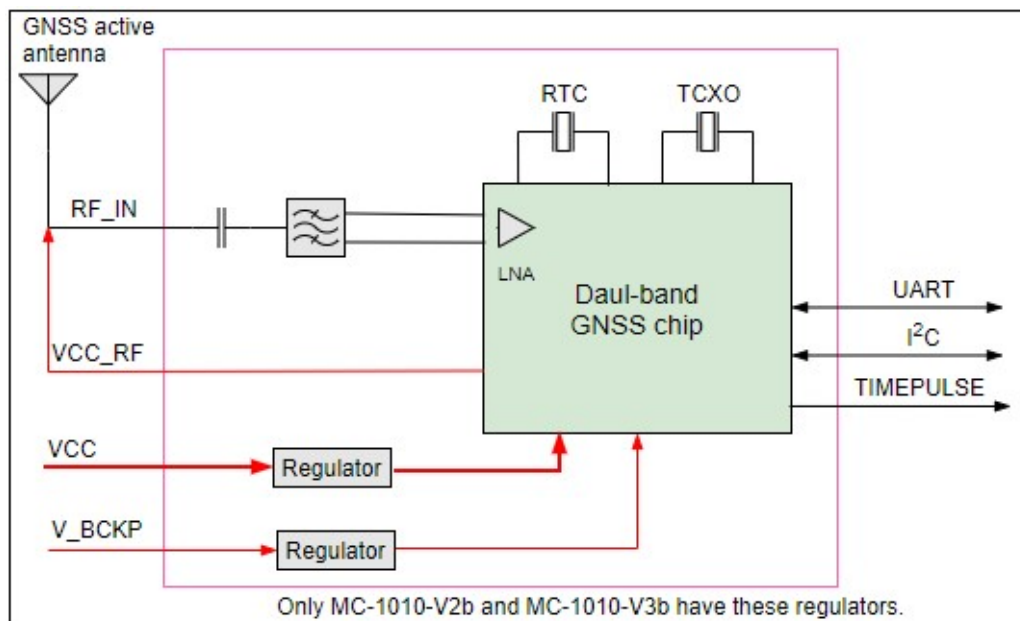 GNSS active
antenna
RTC
TCXO
RF_IN
LNA
Daul-band
GNSS chip
UART
I²C
VCC_RF
TIMEPULSE
VCC
Regulator
V_BCKP
Regulator
Only MC-1010-V2b and MC-1010-V3b have these regulators.